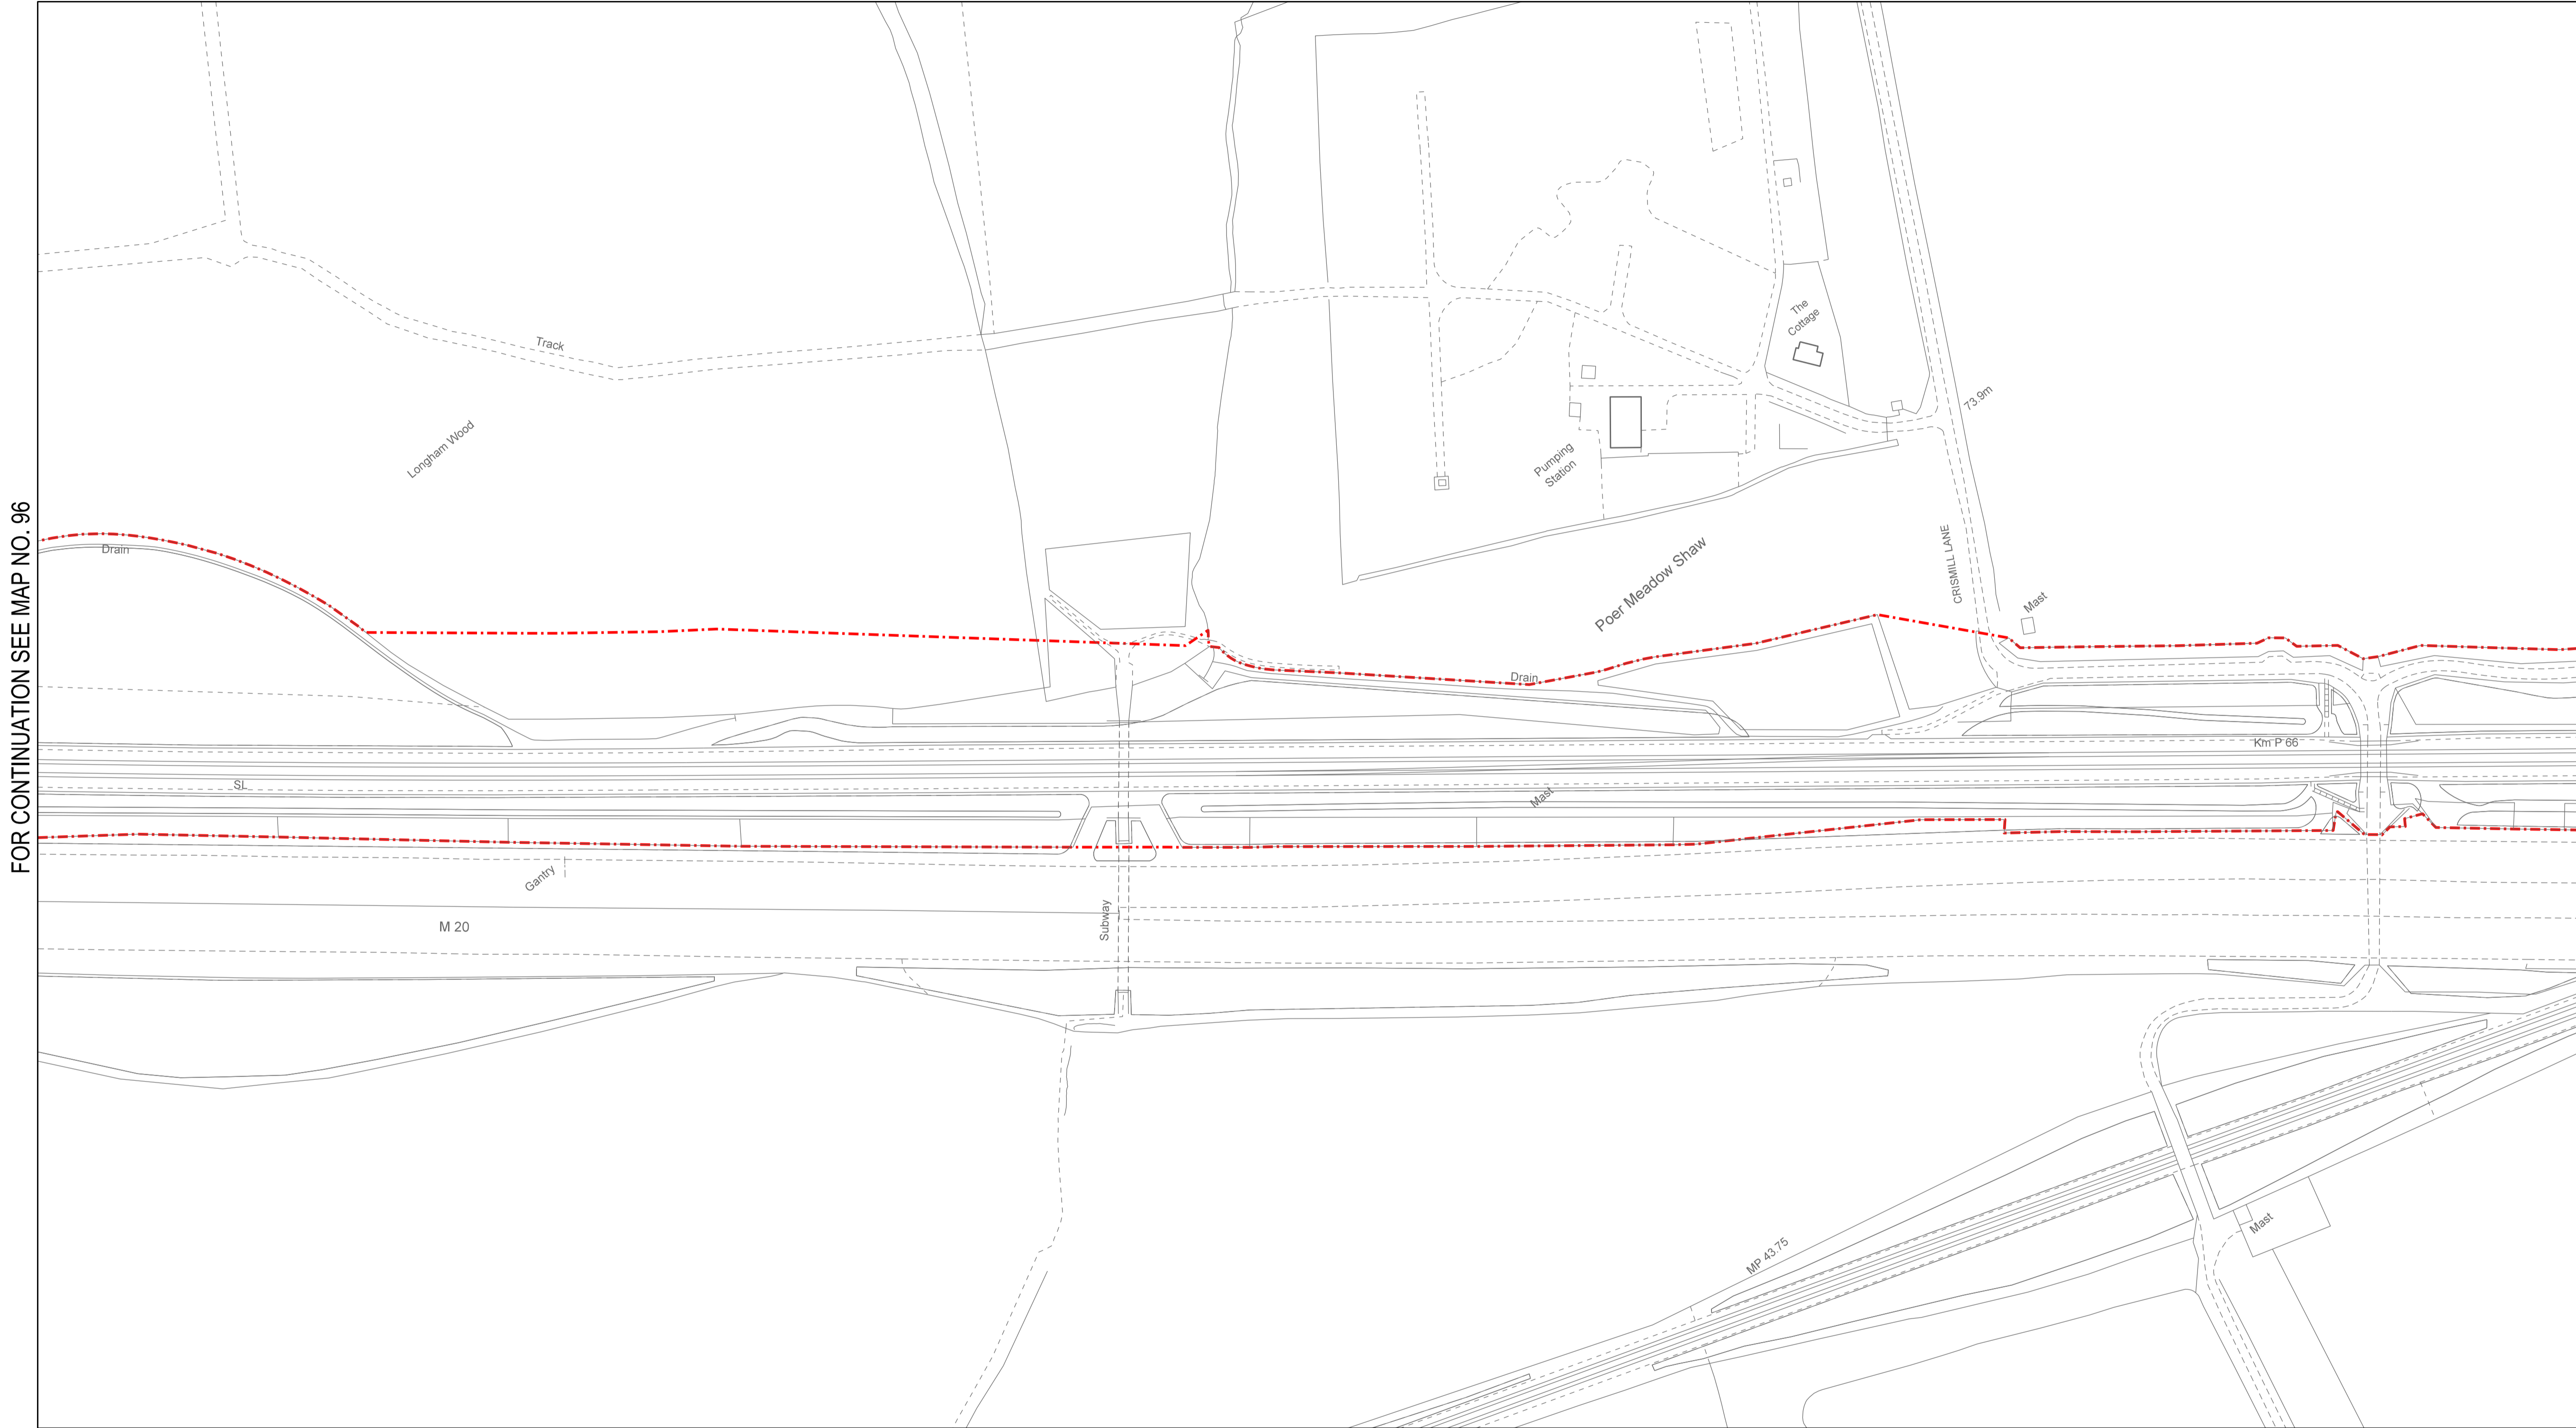 FOR CONTINUATION SEE MAP NO. 96
The
Cottage
Track
73.9m
Longham Wood
Pumping
Station
Drain
CRISMILL LANE
Poer Meadow Shaw
Mast
Drain
Km P 66
SL
Mast
Gantry
Subway
M 20
Mast
MP 43.75